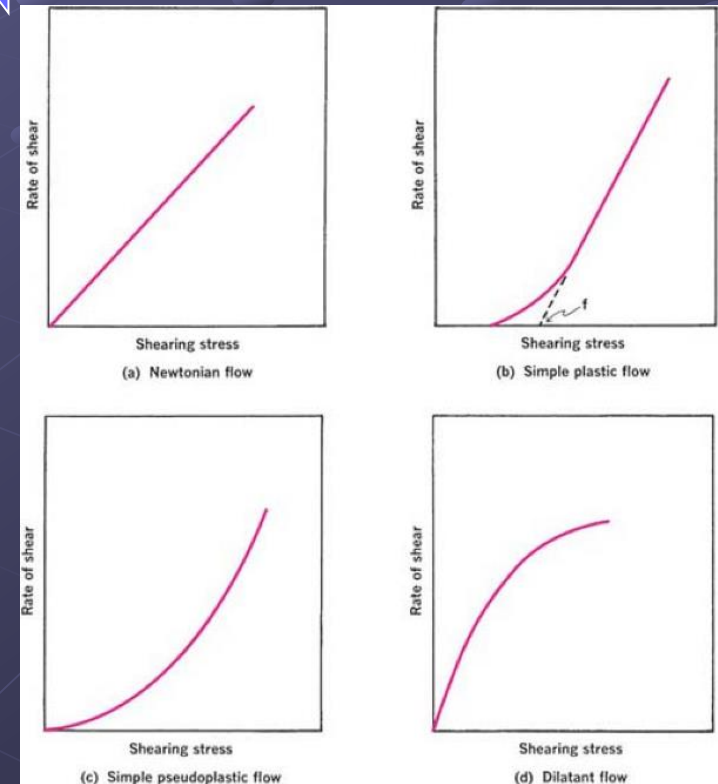 N
Rate of shear
Shearing stress
(a) Newtonian flow
Rate of shear
f
Shearing stress
(b) Simple plastic flow
Rate of shear
Shearing stress
(c) Simple pseudoplastic flow
Rate of shear
Shearing stress
(d) Dilatant flow